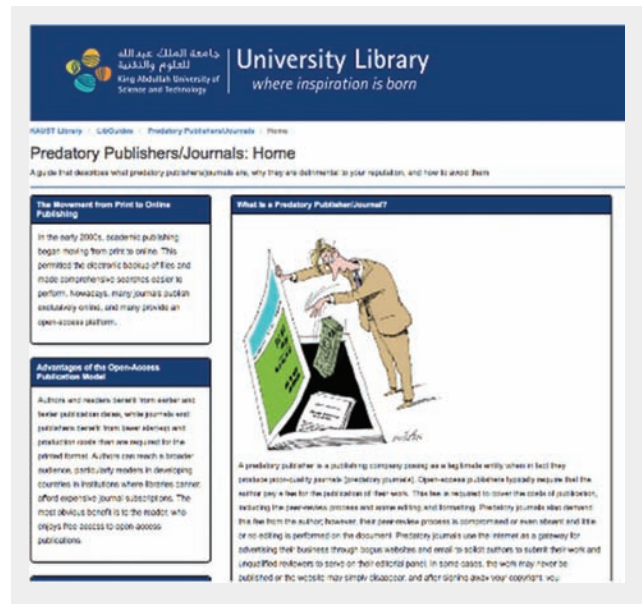 جامعة الملك عبدالله
للعلوم والتقنية
King Abdullah University of
Science and Technology
University Library
where inspiration is born
KAUST Library / LibGuides / Predatory Publishers/Journals / Home
Predatory Publishers/Journals: Home
A guide that describes what predatory publishers/journals are, why they are detrimental to your reputation, and how to avoid them
The Movement from Print to Online
Publishing
In the early 2000s, academic publishing
began moving from print to online. This
permitted the electronic backup of files and
made comprehensive searches easier to
perform. Nowadays, many journals publish
exclusively online, and many provide an
open-access platform.
Advantages of the Open-Access
Publication Model
Authors and readers benefit from earlier and
faster publication dates, while journals and
publishers benefit from lower startup and
production costs than are required for the
printed format. Authors can reach a broader
audience, particularly readers in developing
countries in institutions where libraries cannot
afford expensive journal subscriptions. The
most obvious benefit is to the reader, who
enjoys free access to open access
publications.
What is a Predatory Publisher/Journal?
A predatory publisher is a publishing company posing as a legitimate entity when in fact they
produce poor-quality journals (predatory journals). Open-access publishers typically require that the
author pay a fee for the publication of their work. This fee is required to cover the costs of publication,
including the peer-review process and some editing and formatting. Predatory journals also demand
the fee from the author; however, their peer-review process is compromised or even absent and little
or no editing is performed on the document. Predatory journals use the internet as a gateway for
advertising their business through bogus websites and email to solicit authors to submit their work and
unqualified reviewers to serve on their editorial panel. In some cases, the work may never be
published or the website may simply disappear, and after signing away your copyright, you